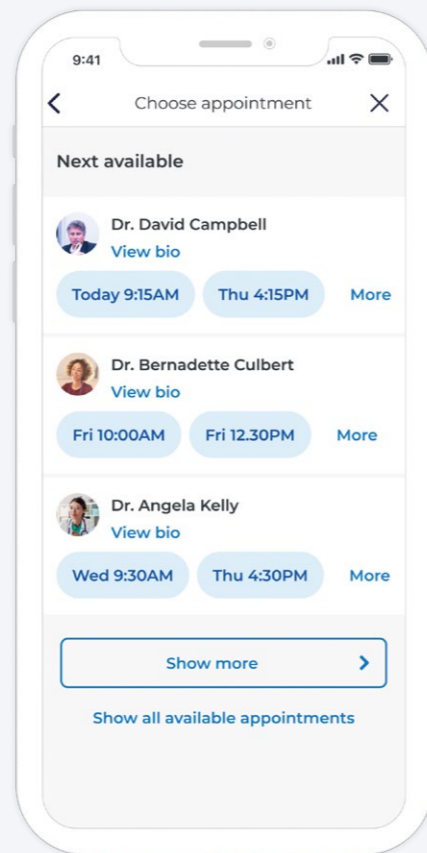 9:41
Choose appointment
Next available
Dr. David Campbell
View bio
Today 9:15AM Thu 4:15PM More
Dr. Bernadette Culbert
View bio
Fri 10:00AM Fri 12.30PM More
Dr. Angela Kelly
View bio
Wed 9:30AM Thu 4:30PM More
Show more
Show all available appointments